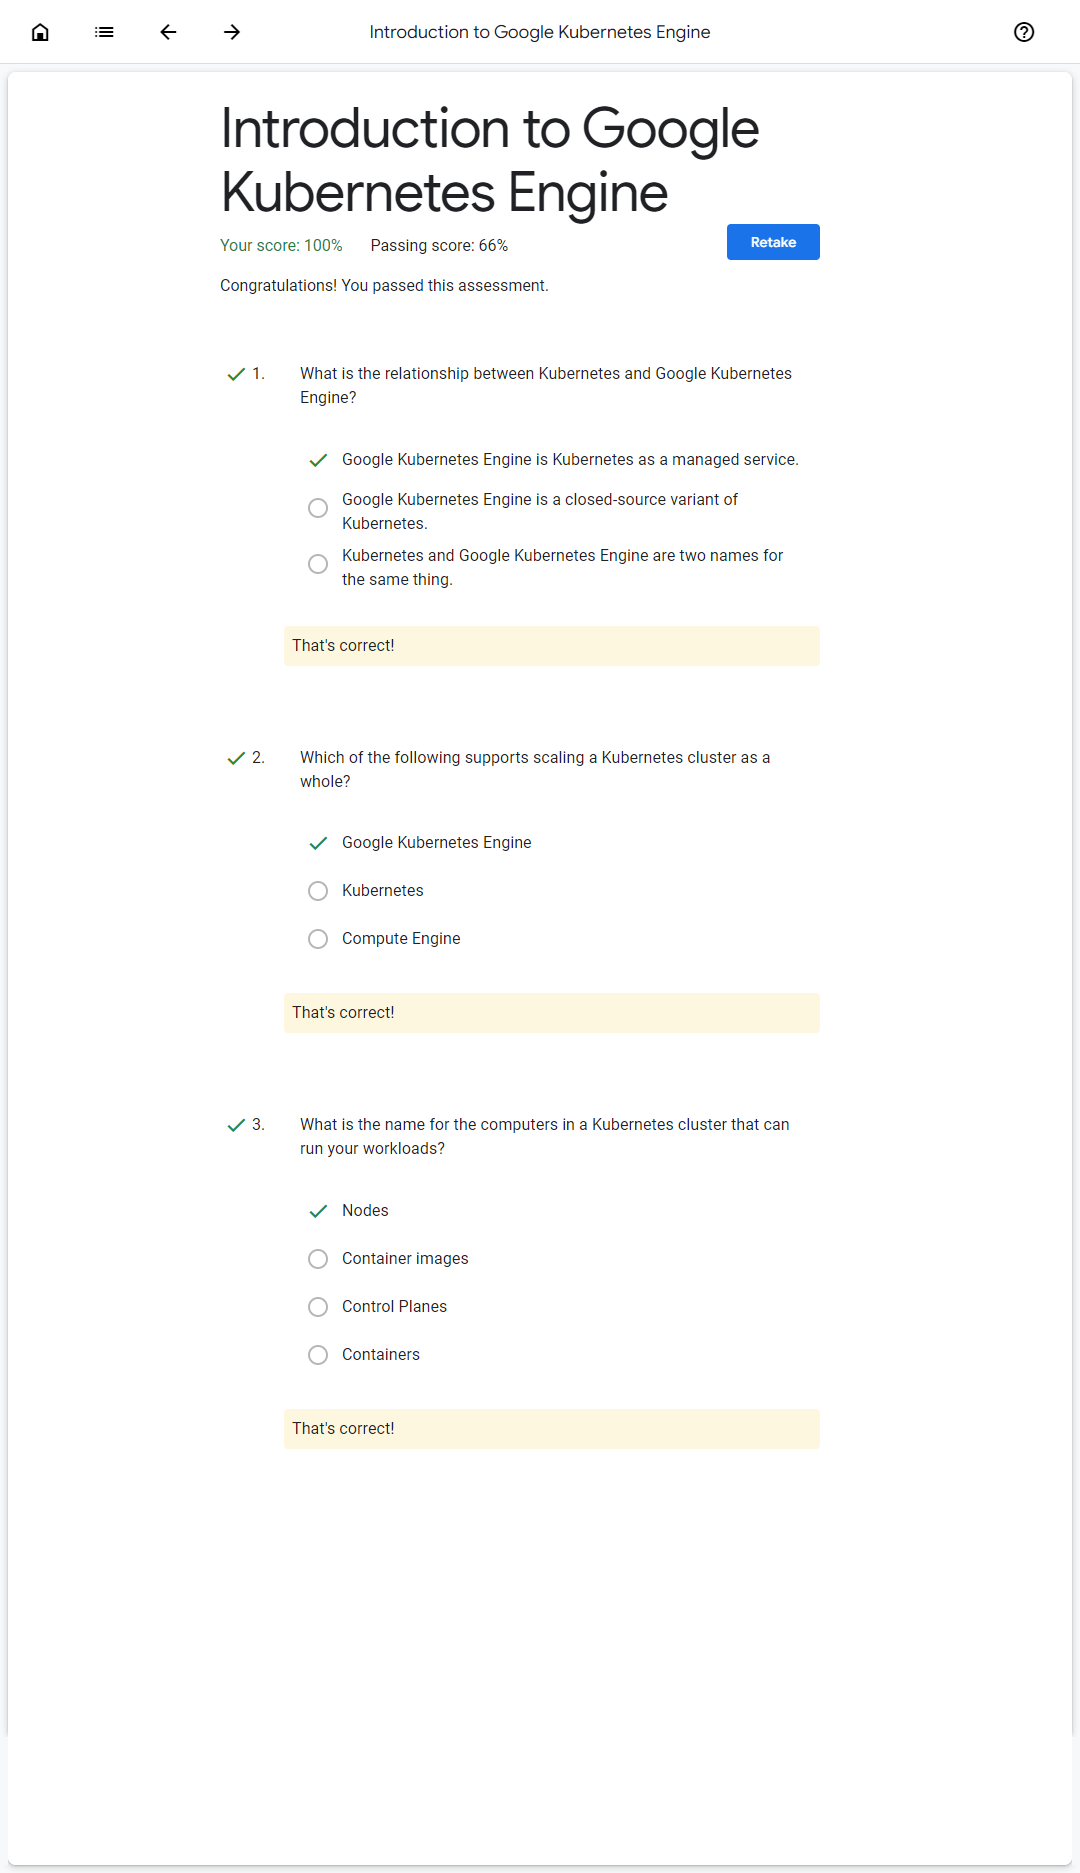 Introduction to Google Kubernetes Engine
Introduction to Google
Kubernetes Engine
Your score: 100% Passing score: 66%
Retake
Congratulations! You passed this assessment.
1. What is the relationship between Kubernetes and Google Kubernetes
Engine?
Google Kubernetes Engine is Kubernetes as a managed service.
Google Kubernetes Engine is a closed-source variant of
Kubernetes.
Kubernetes and Google Kubernetes Engine are two names for
the same thing.
That's correct!
2. Which of the following supports scaling a Kubernetes cluster as a
whole?
Google Kubernetes Engine
Kubernetes
Compute Engine
That's correct!
3. What is the name for the computers in a Kubernetes cluster that can
run your workloads?
Nodes
Container images
Control Planes
Containers
That's correct!